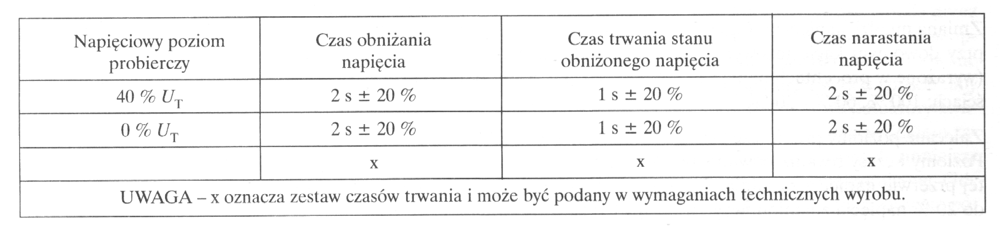 Napięciowy poziom
probierczy
Czas obniżania
napięcia
Czas trwania stanu
obniżonego napięcia
Czas narastania
napięcia
40 % U_T 2 s ± 20 % 1 s ± 20 % 2 s ± 20 %
0 % U_T 2 s ± 20 % 1 s ± 20 % 2 s ± 20 %
x x x
UWAGA – x oznacza zestaw czasów trwania i może być podany w wymaganiach technicznych wyrobu.